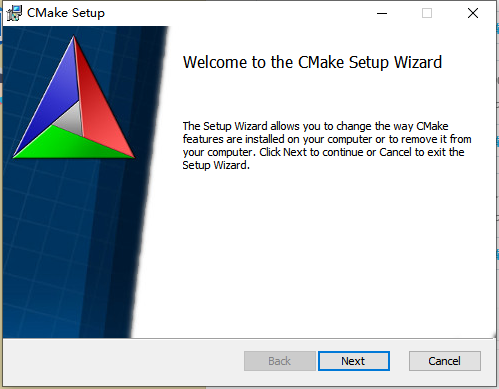 CMake Setup
Welcome to the CMake Setup Wizard
The Setup Wizard allows you to change the way CMake
features are installed on your computer or to remove it from
your computer. Click Next to continue or Cancel to exit the
Setup Wizard.
Back
Next
Cancel